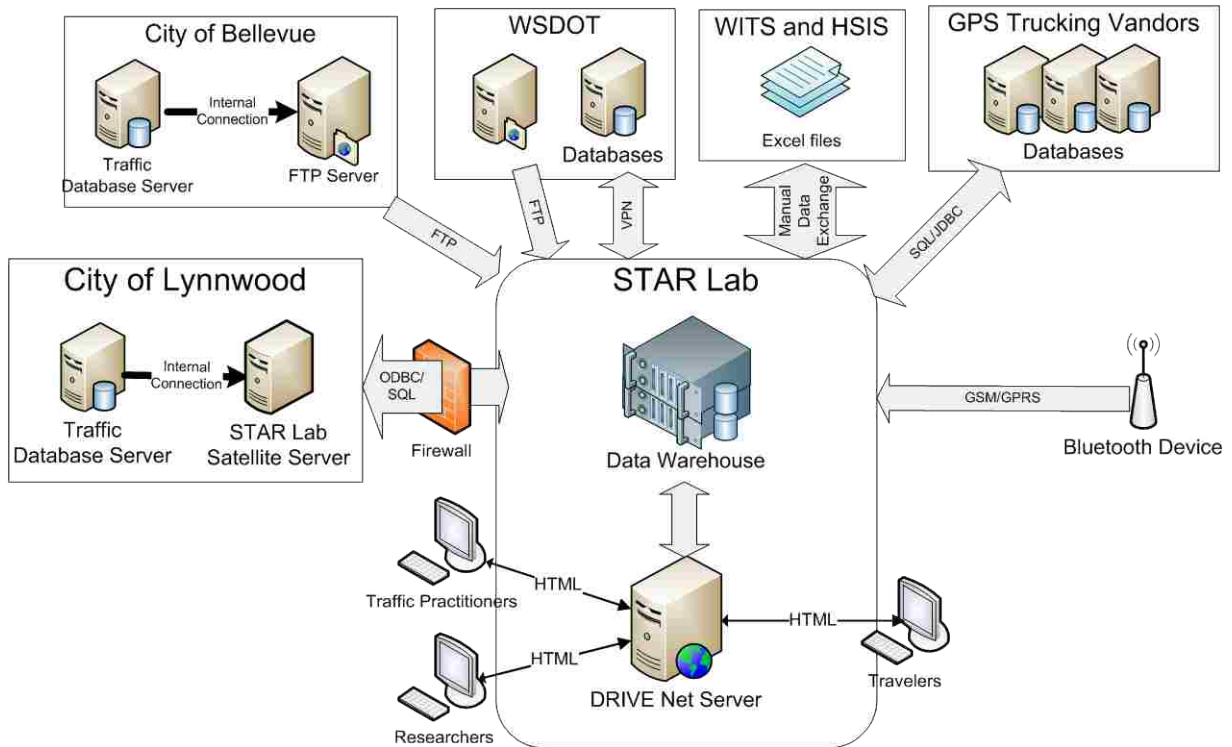 City of Bellevue
Internal
Connection
Traffic
Database Server
FTP Server
WSDOT
Databases
WITS and HSIS
Excel files
GPS Trucking Vandors
Databases
FTP
FTP
VPN
Manual
Data
Exchange
SQL/JDBC
City of Lynnwood
Internal
Connection
Traffic
Database Server
STAR Lab
Satellite Server
ODBC/
SQL
Firewall
STAR Lab
Data Warehouse
GSM/GPRS
Bluetooth Device
Traffic Practitioners
HTML
HTML
Researchers
DRIVE Net Server
HTML
Travelers